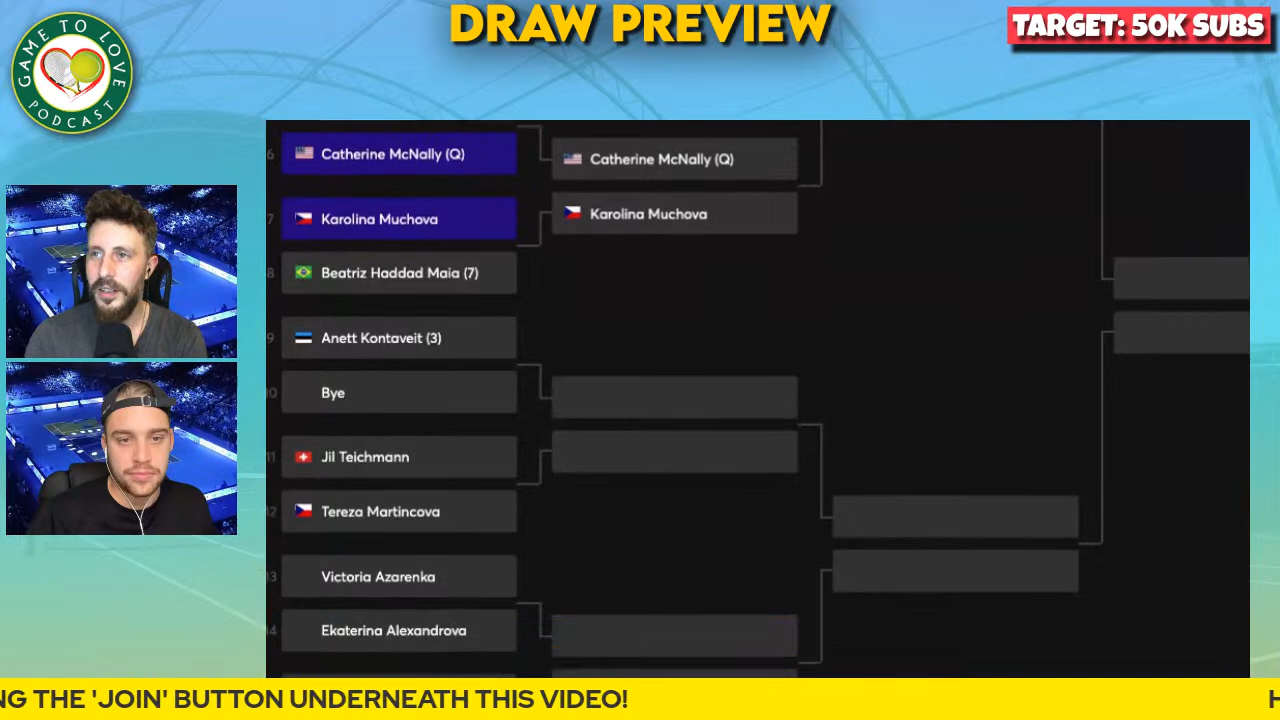 DRAW PREVIEW
TARGET: 50K SUBS
GAME TO LOVE
PODCAST
6 Catherine McNally (Q)
Catherine McNally (Q)
7 Karolina Muchova
Karolina Muchova
8 Beatriz Haddad Maia (7)
9 Anett Kontaveit (3)
10 Bye
11 Jil Teichmann
12 Tereza Martincova
13 Victoria Azarenka
14 Ekaterina Alexandrova
NG THE 'JOIN' BUTTON UNDERNEATH THIS VIDEO!
H